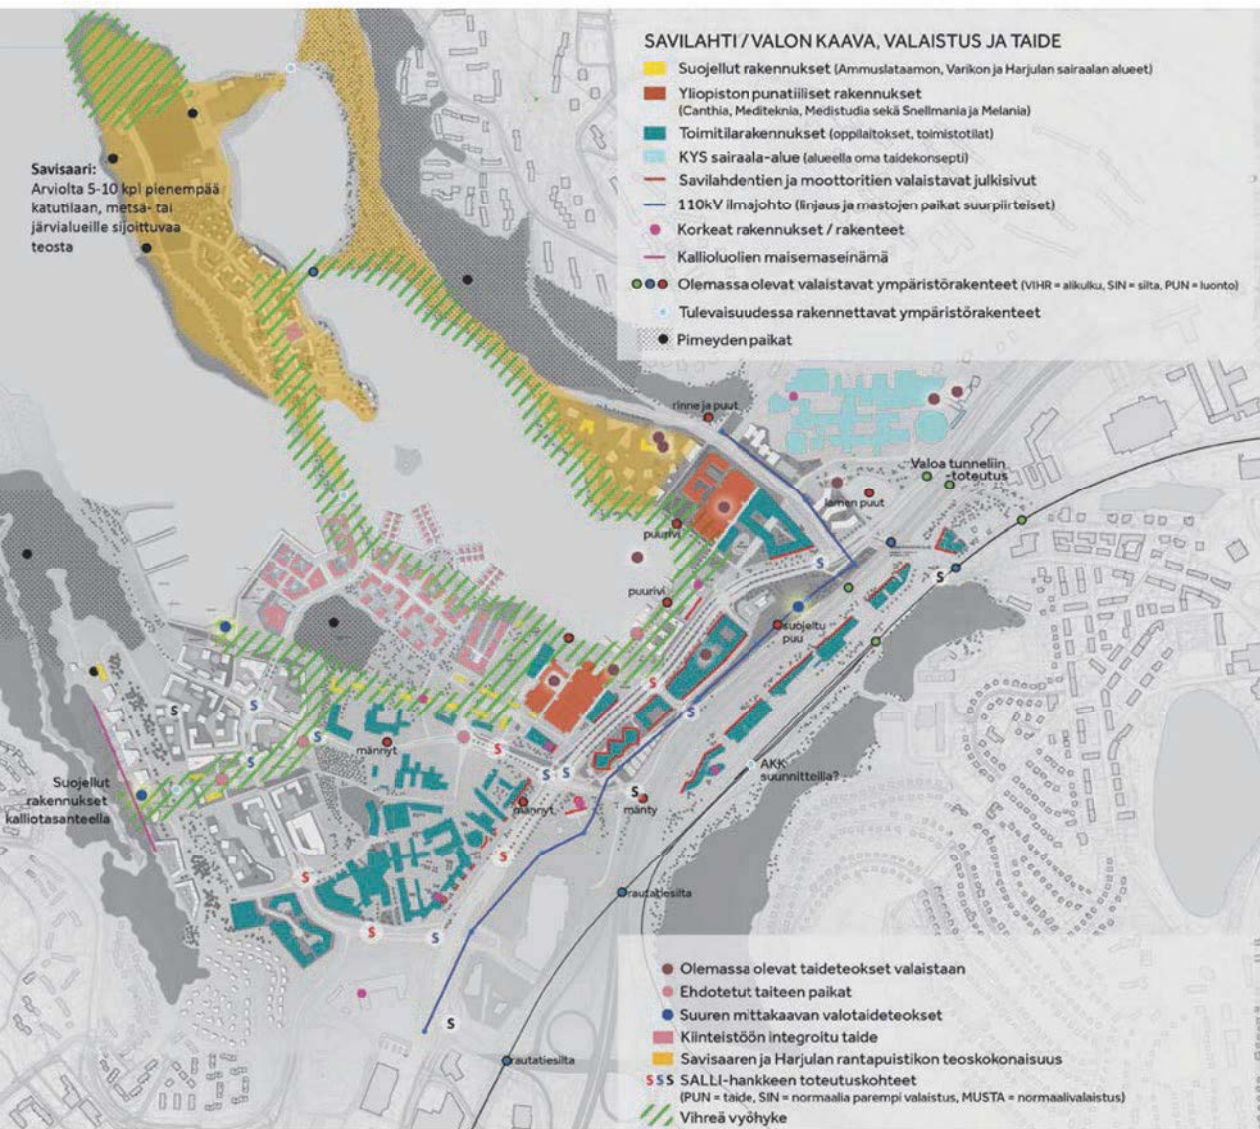 SAVILAHTI / VALON KAAVA, VALAISTUS JA TAIDE
Suojellut rakennukset (Ammuslataamon, Varikon ja Harjulan sairaalan alueet)
Yliopiston punatiiliset rakennukset
(Canthia, Mediteknia, Medistudia sekä Snellmania ja Melania)
Toimitilarakennukset (oppilaitokset, toimistotilat)
KYS sairaala-alue (alueella oma taidekonsepti)
Savilahdentien ja moottoritien valaistavat julkisivut
110kV ilmajohto (linjaus ja mastojen paikat suurpiirteiset)
Korkeat rakennukset / rakenteet
Kallioluolien maisemaseinämä
Olemassa olevat valaistavat ympäristörakenteet (VIHR = alikulku, SIN = silta, PUN = luonto)
Tulevaisuudessa rakennettavat ympäristörakenteet
Pimeyden paikat
Savisaari:
Arviolta 5-10 kpl pienempää
katutilaan, metsä- tai
järvialueille sijoittuvaa
teosta
rinne ja puut
Valoa tunneliin
-toteutus
lamen puut
puurivi
S
S
puurivi
suojeltu
puu
S
S
S
S
S
männyt
S
S
S
S
AKK
suunnitteilla?
Suojellut
rakennukset
kalliotasanteella
S
männyt
mänty
S
S
rautatiesilta
S
S
S
rautatiesilta
Olemassa olevat taideteokset valaistaan
Ehdotetut taiteen paikat
Suuren mittakaavan valotaideteokset
Kiinteistöön integroitu taide
Savisaaren ja Harjulan rantapuistikon teoskokonaisuus
S S S SALLI-hankkeen toteutuskohteet
(PUN = taide, SIN = normaalia parempi valaistus, MUSTA = normaalivalaistus)
Vihreä vyöhyke